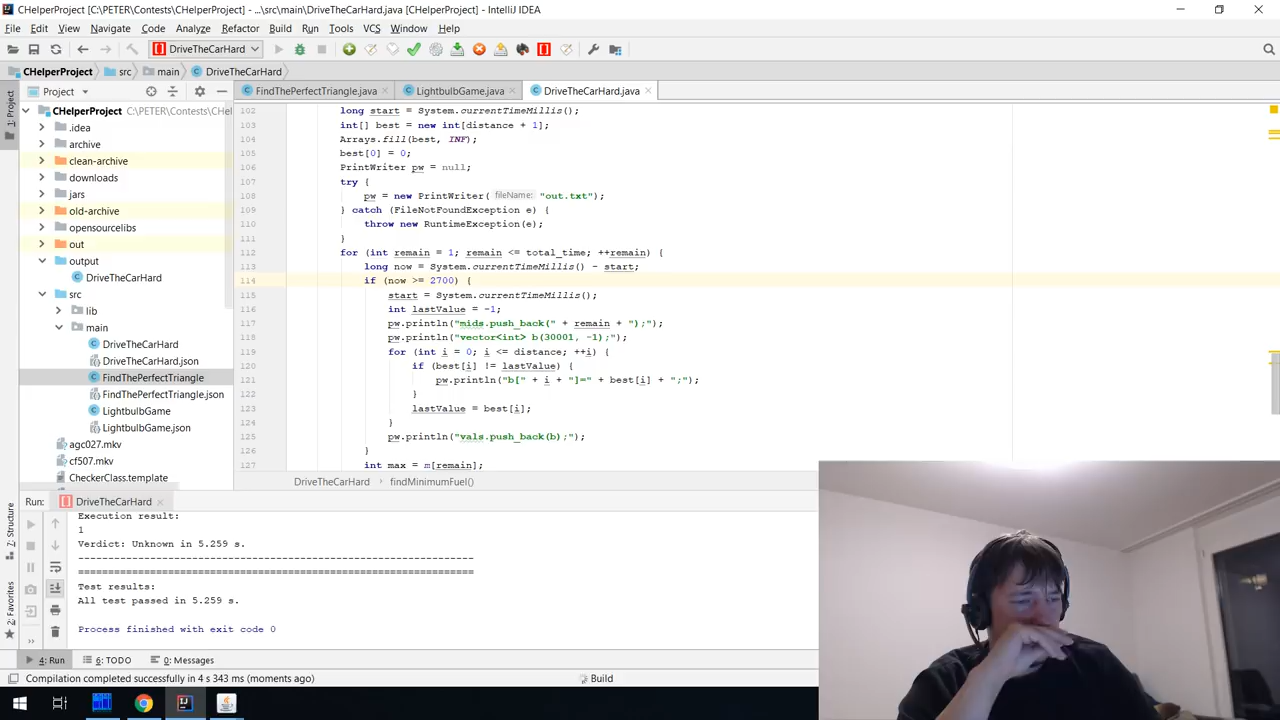 CHelperProject [C:\PETER\Contests\CHelperProject] - ...\src\main\DriveTheCarHard.java [CHelperProject] - IntelliJ IDEA
File Edit View Navigate Code Analyze Refactor Build Run Tools VCS Window Help
DriveTheCarHard
CHelperProject src main DriveTheCarHard
1: Project
Project
FindThePerfectTriangle.java LightbulbGame.java DriveTheCarHard.java
CHelperProject C:\PETER\Contests\CHel
.idea
archive
clean-archive
downloads
jars
old-archive
opensourcelibs
out
output
DriveTheCarHard
src
lib
main
DriveTheCarHard
DriveTheCarHard.json
FindThePerfectTriangle
FindThePerfectTriangle.json
LightbulbGame
LightbulbGame.json
agc027.mkv
cf507.mkv
CheckerClass.template
102 long start = System.currentTimeMillis();
103 int[] best = new int[distance + 1];
104 Arrays.fill(best, INF);
105 best[0] = 0;
106 PrintWriter pw = null;
107 try {
108 pw = new PrintWriter( fileName: "out.txt");
109 } catch (FileNotFoundException e) {
110 throw new RuntimeException(e);
111 }
112 for (int remain = 1; remain <= total_time; ++remain) {
113 long now = System.currentTimeMillis() - start;
114 if (now >= 2700) {
115 start = System.currentTimeMillis();
116 int lastValue = -1;
117 pw.println("mids.push_back(" + remain + ");");
118 pw.println("vector<int> b(30001, -1);");
119 for (int i = 0; i <= distance; ++i) {
120 if (best[i] != lastValue) {
121 pw.println("b[" + i + "]=" + best[i] + ";");
122 }
123 lastValue = best[i];
124 }
125 pw.println("vals.push_back(b);");
126 }
127 int max = m[remain];
DriveTheCarHard findMinimumFuel()
Run: DriveTheCarHard
7: Structure
2: Favorites
Execution result:
1
Verdict: Unknown in 5.259 s.
------------------------------------------------------------------
==================================================================
Test results:
All test passed in 5.259 s.
Process finished with exit code 0
4: Run 6: TODO 0: Messages
Compilation completed successfully in 4 s 343 ms (moments ago) Build